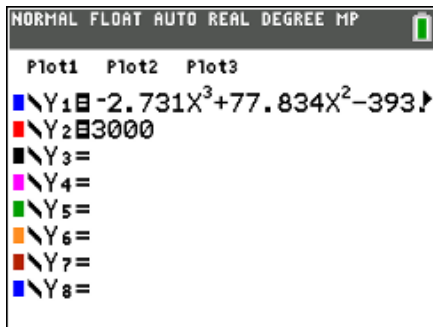 NORMAL FLOAT AUTO REAL DEGREE MP
Plot1 Plot2 Plot3
\Y₁=-2.731X³+77.834X²-393.
\Y₂=3000
\Y₃=
\Y₄=
\Y₅=
\Y₆=
\Y₇=
\Y₈=